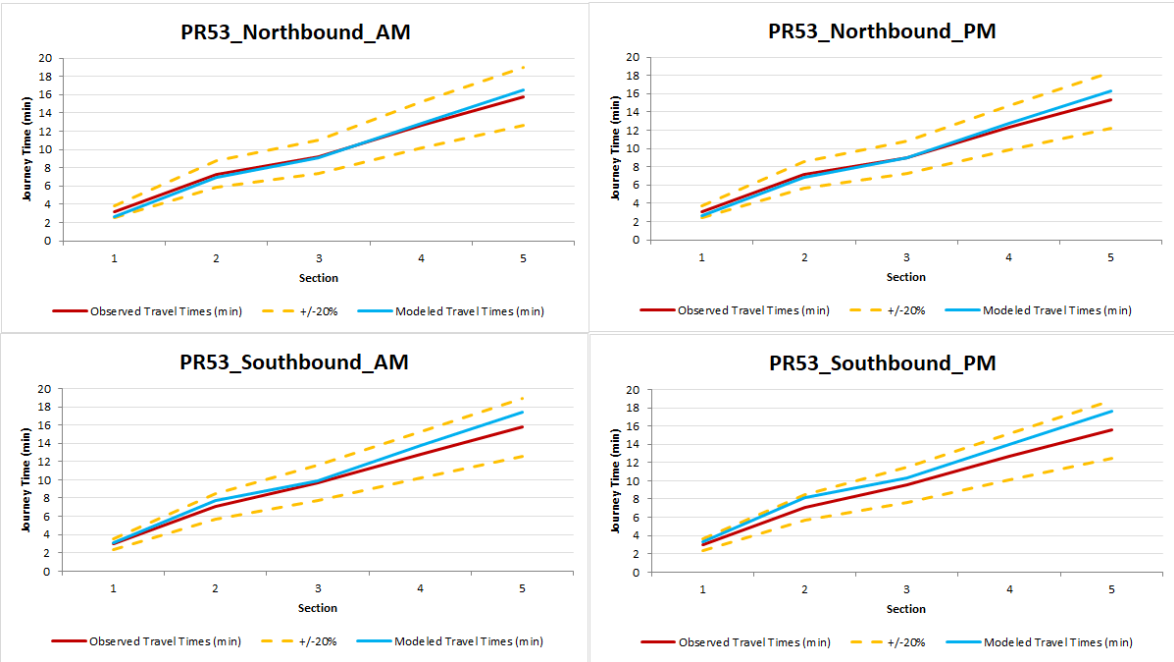 PR53_Northbound_AM
20
18
16
14
12
10
8
6
4
2
0
Journey Time (min)
1 2 3 4 5
Section
Observed Travel Times (min) +/-20% Modeled Travel Times (min)
PR53_Northbound_PM
20
18
16
14
12
10
8
6
4
2
0
Journey Time (min)
1 2 3 4 5
Section
Observed Travel Times (min) +/-20% Modeled Travel Times (min)
PR53_Southbound_AM
20
18
16
14
12
10
8
6
4
2
0
Journey Time (min)
1 2 3 4 5
Section
Observed Travel Times (min) +/-20% Modeled Travel Times (min)
PR53_Southbound_PM
20
18
16
14
12
10
8
6
4
2
0
Journey Time (min)
1 2 3 4 5
Section
Observed Travel Times (min) +/-20% Modeled Travel Times (min)